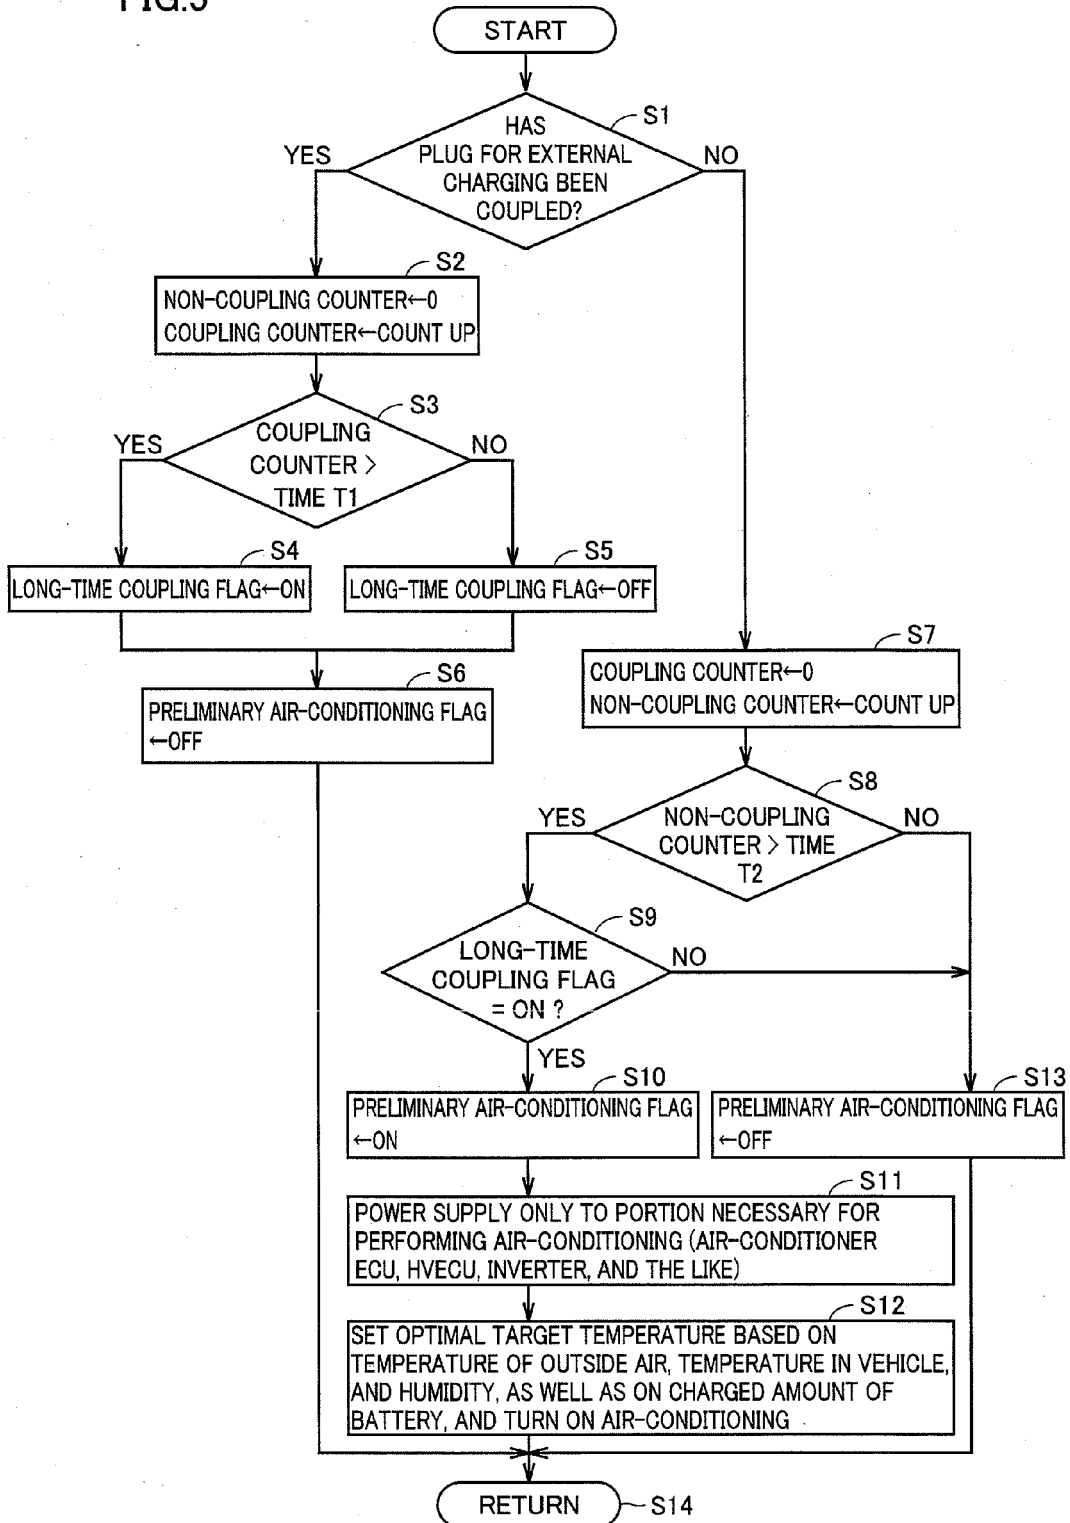 FIG.5
START
S1
HAS
PLUG FOR EXTERNAL
CHARGING BEEN
COUPLED?
YES
NO
S2
NON-COUPLING COUNTER←0
COUPLING COUNTER←COUNT UP
S3
COUPLING
COUNTER >
TIME T1
YES
NO
S4
LONG-TIME COUPLING FLAG←ON
S5
LONG-TIME COUPLING FLAG←OFF
S6
PRELIMINARY AIR-CONDITIONING FLAG
←OFF
S7
COUPLING COUNTER←0
NON-COUPLING COUNTER←COUNT UP
S8
NON-COUPLING
COUNTER > TIME
T2
YES
NO
S9
LONG-TIME
COUPLING FLAG
= ON ?
NO
YES
S10
PRELIMINARY AIR-CONDITIONING FLAG
←ON
S13
PRELIMINARY AIR-CONDITIONING FLAG
←OFF
S11
POWER SUPPLY ONLY TO PORTION NECESSARY FOR
PERFORMING AIR-CONDITIONING (AIR-CONDITIONER
ECU, HVECU, INVERTER, AND THE LIKE)
S12
SET OPTIMAL TARGET TEMPERATURE BASED ON
TEMPERATURE OF OUTSIDE AIR, TEMPERATURE IN VEHICLE,
AND HUMIDITY, AS WELL AS ON CHARGED AMOUNT OF
BATTERY, AND TURN ON AIR-CONDITIONING
RETURN
S14